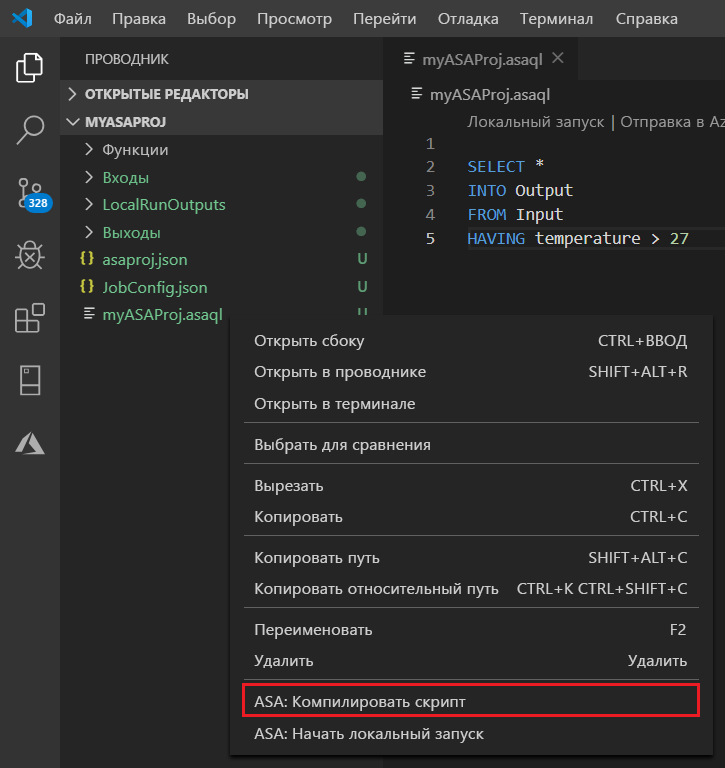 Файл Правка Выбор Просмотр Перейти Отладка Терминал Справка
ПРОВОДНИК
ОТКРЫТЫЕ РЕДАКТОРЫ
MYASAPROJ
Функции
Входы
LocalRunOutputs
Выходы
{} asaproj.json U
{} JobConfig.json U
myASAProj.asaql U
328
myASAProj.asaql
myASAProj.asaql
Локальный запуск | Отправка в Az
1
2 SELECT *
3 INTO Output
4 FROM Input
5 HAVING temperature > 27
Открыть сбоку CTRL+ВВОД
Открыть в проводнике SHIFT+ALT+R
Открыть в терминале
Выбрать для сравнения
Вырезать CTRL+X
Копировать CTRL+C
Копировать путь SHIFT+ALT+C
Копировать относительный путь CTRL+K CTRL+SHIFT+C
Переименовать F2
Удалить Удалить
ASA: Компилировать скрипт
ASA: Начать локальный запуск